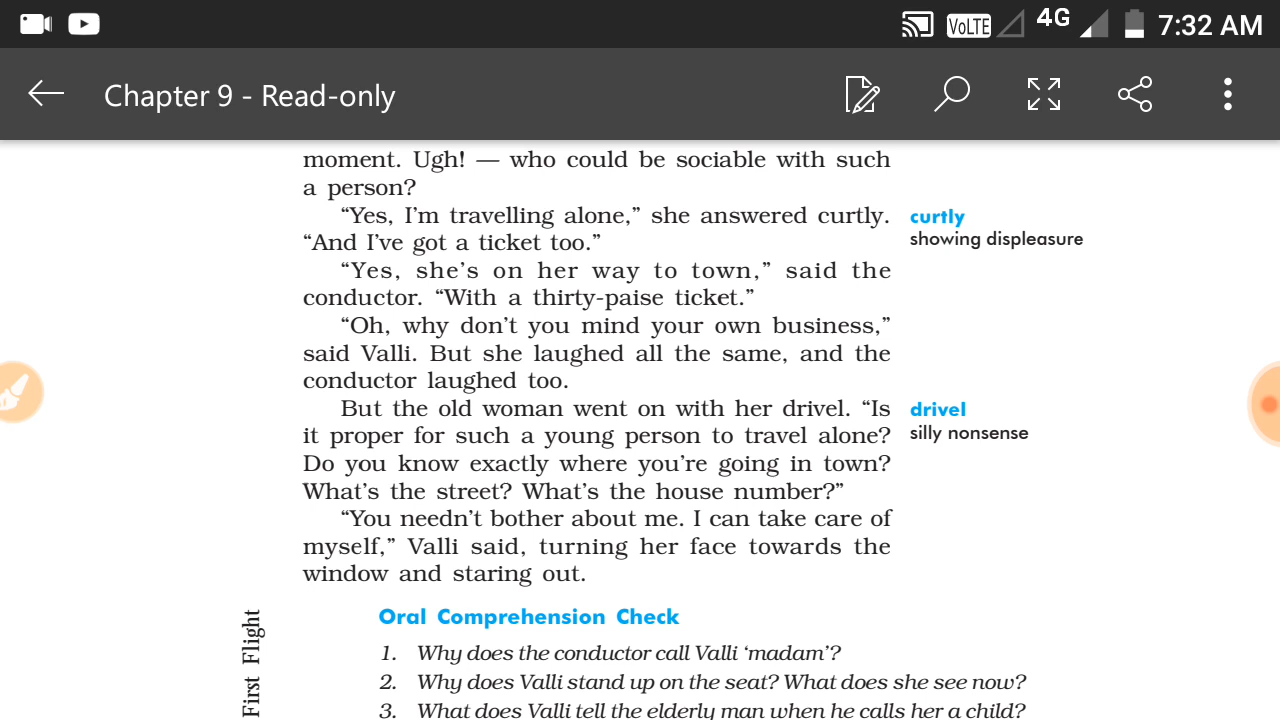 VoLTE 4G 7:32 AM
Chapter 9 - Read-only
moment. Ugh! — who could be sociable with such
a person?
“Yes, I’m travelling alone,” she answered curtly.
“And I’ve got a ticket too.”
curtly
showing displeasure
“Yes, she’s on her way to town,” said the
conductor. “With a thirty-paise ticket.”
“Oh, why don’t you mind your own business,”
said Valli. But she laughed all the same, and the
conductor laughed too.
But the old woman went on with her drivel. “Is
it proper for such a young person to travel alone?
Do you know exactly where you’re going in town?
What’s the street? What’s the house number?”
drivel
silly nonsense
“You needn’t bother about me. I can take care of
myself,” Valli said, turning her face towards the
window and staring out.
First Flight
Oral Comprehension Check
1. Why does the conductor call Valli ‘madam’?
2. Why does Valli stand up on the seat? What does she see now?
3. What does Valli tell the elderly man when he calls her a child?